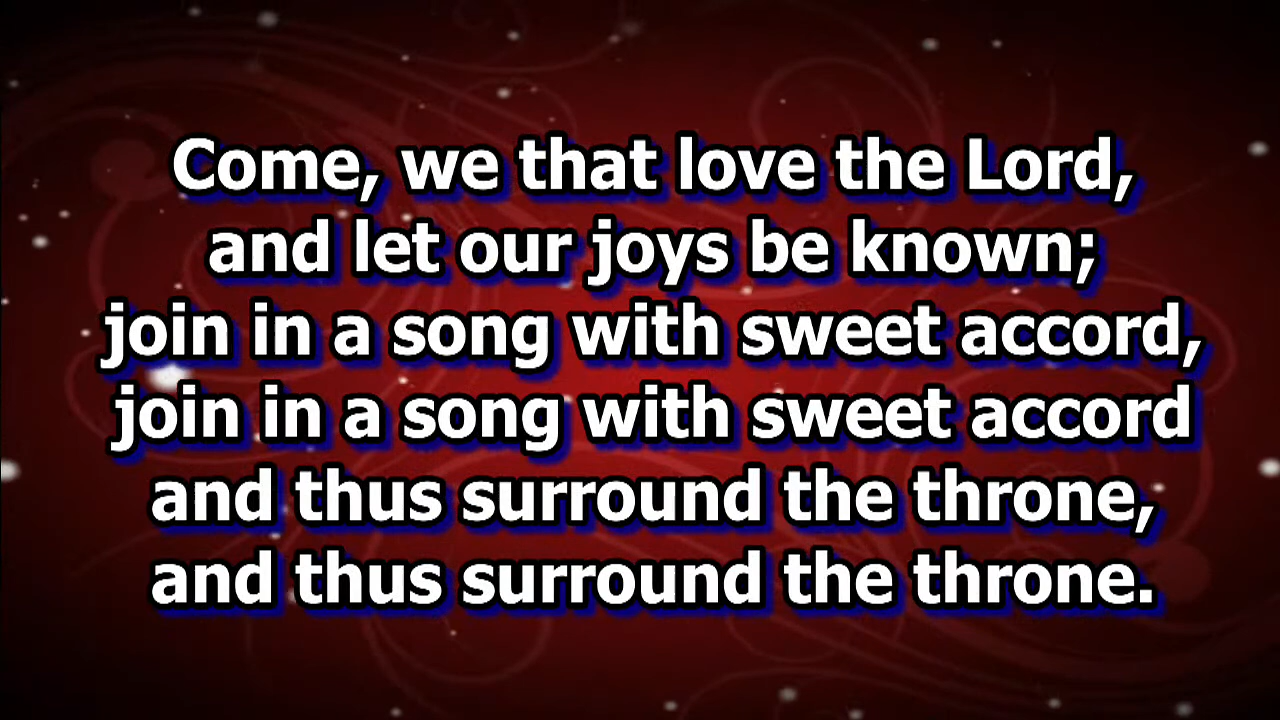 Come, we that love the Lord,
and let our joys be known;
join in a song with sweet accord,
join in a song with sweet accord
and thus surround the throne,
and thus surround the throne.